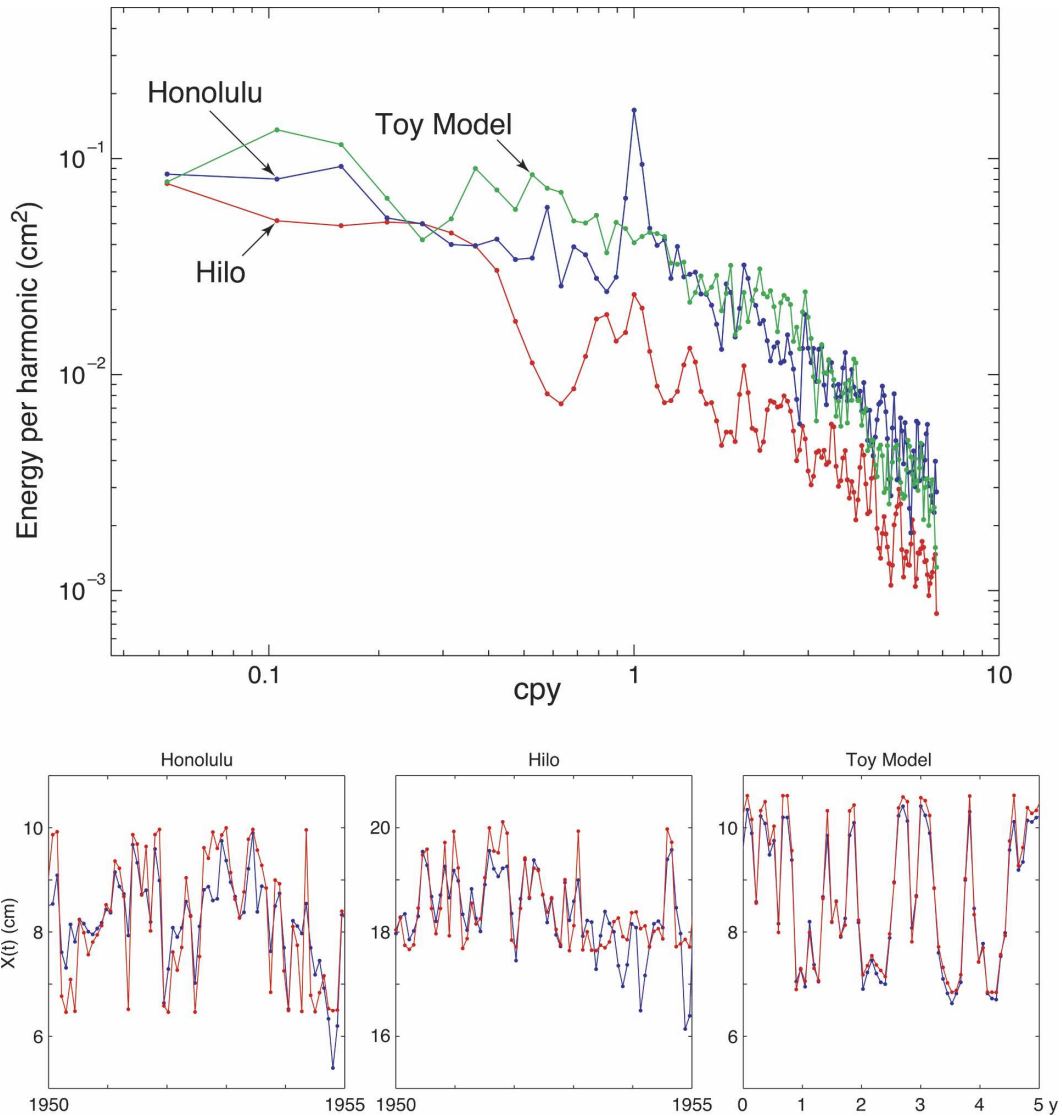 Honolulu
Toy Model
Hilo
Energy per harmonic (cm²)
10⁻¹
10⁻²
10⁻³
0.1
1
10
cpy
Honolulu
Hilo
Toy Model
X(t) (cm)
10
8
6
1950
1955
20
18
16
1950
1955
10
8
6
0
1
2
3
4
5 y